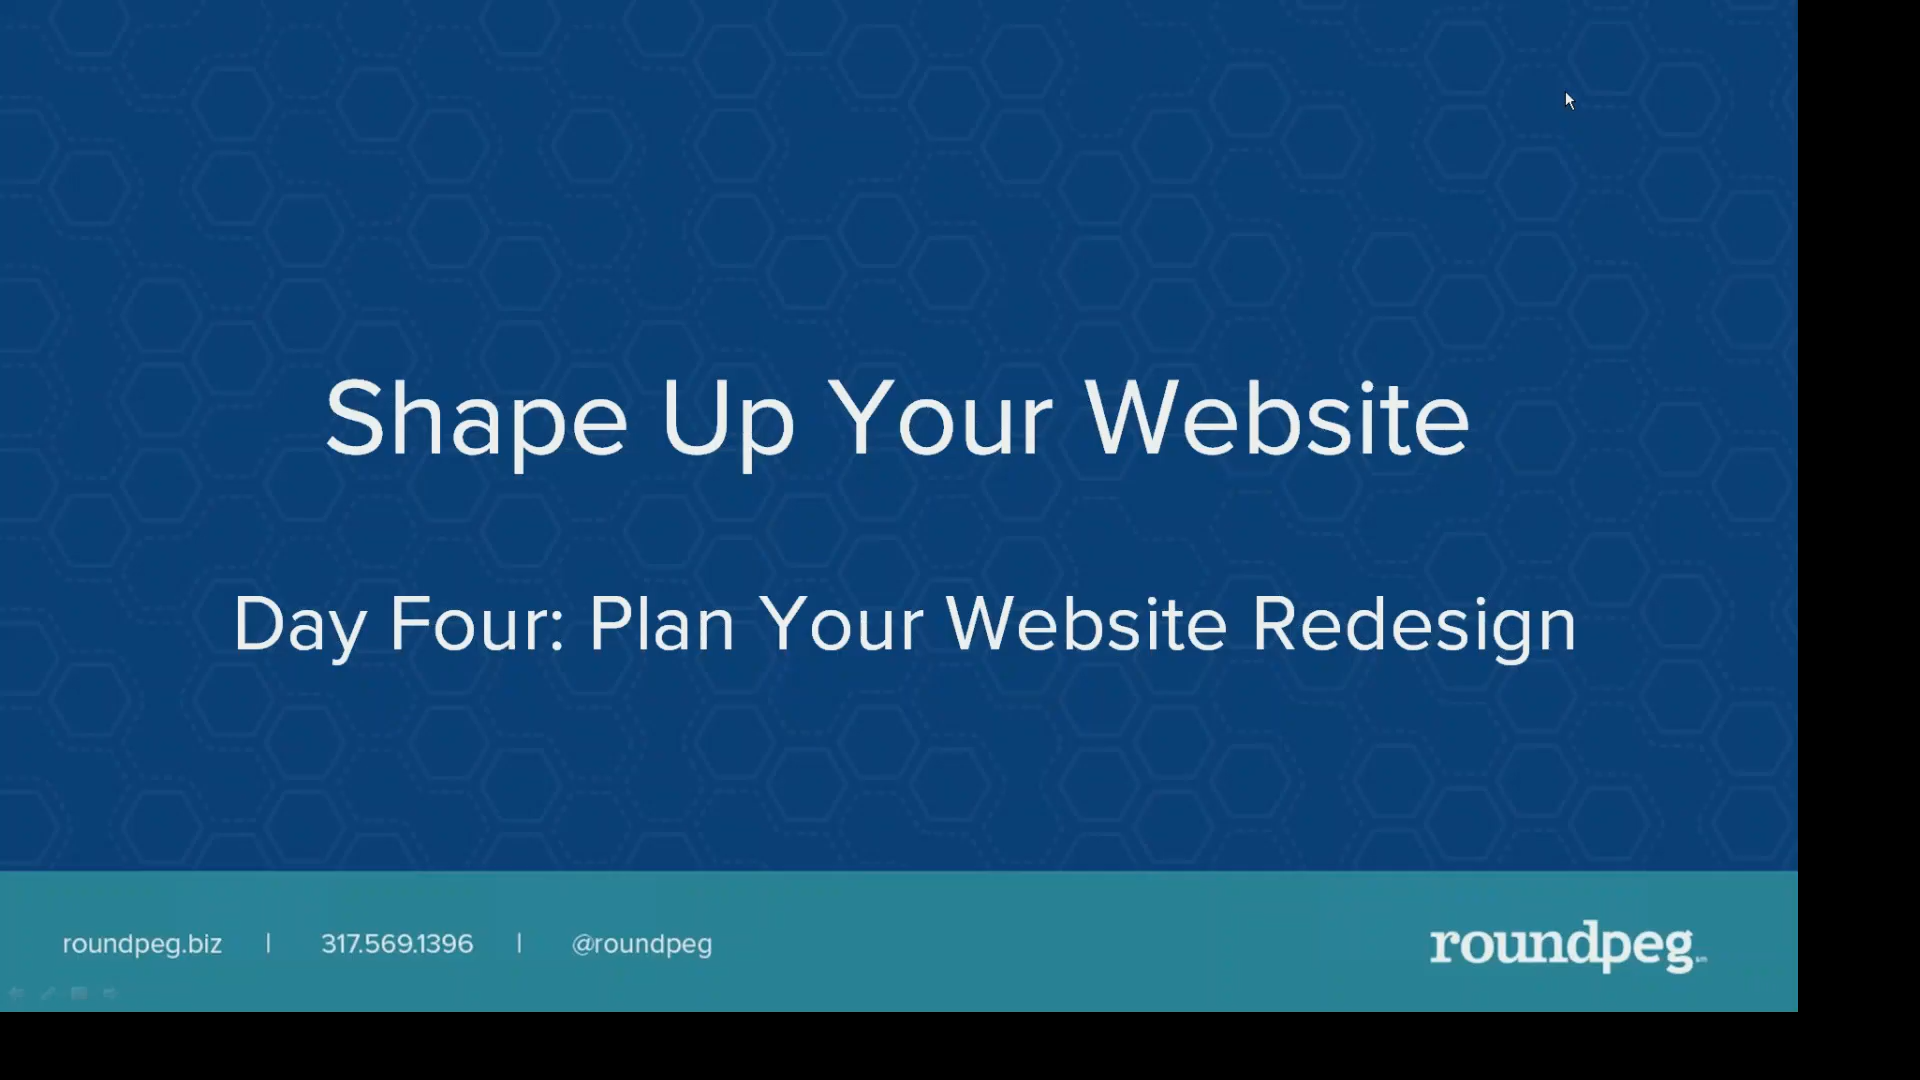 Shape Up Your Website
Day Four: Plan Your Website Redesign
roundpeg.biz | 317.569.1396 | @roundpeg
roundpeg